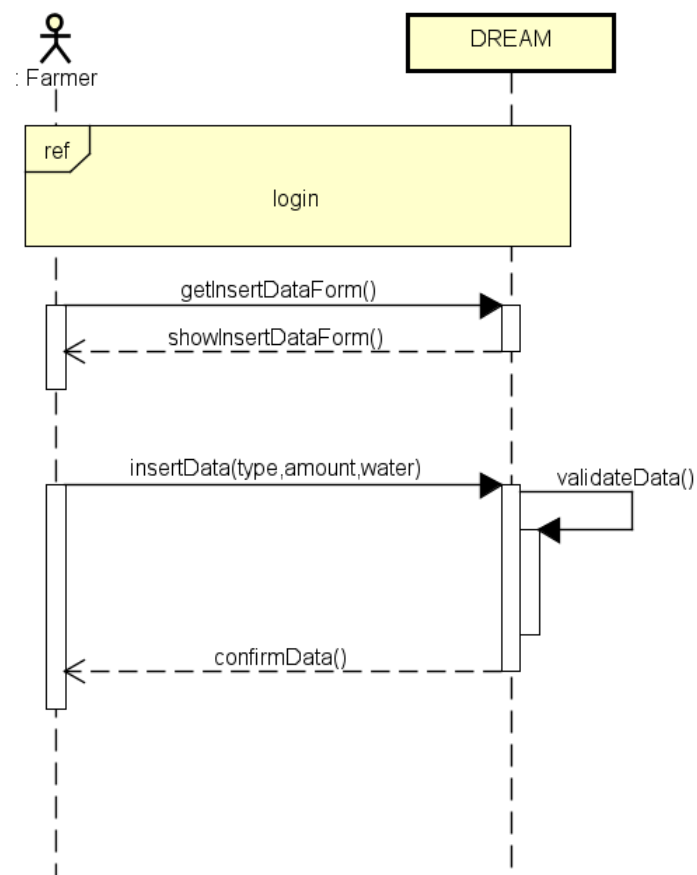 : Farmer
DREAM
ref
login
getInsertDataForm()
showInsertDataForm()
insertData(type,amount,water)
validateData()
confirmData()